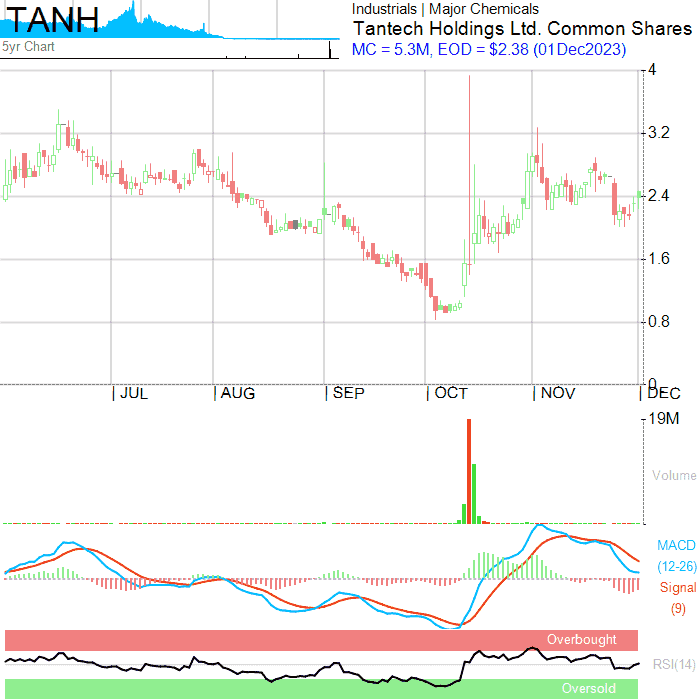 TANH
5yr Chart
Industrials | Major Chemicals
Tantech Holdings Ltd. Common Shares
MC = 5.3M, EOD = $2.38 (01Dec2023)
4
3.2
2.4
1.6
0.8
0
JUL
AUG
SEP
OCT
NOV
DEC
19M
Volume
MACD
(12-26)
Signal
(9)
Overbought
RSI(14)
Oversold